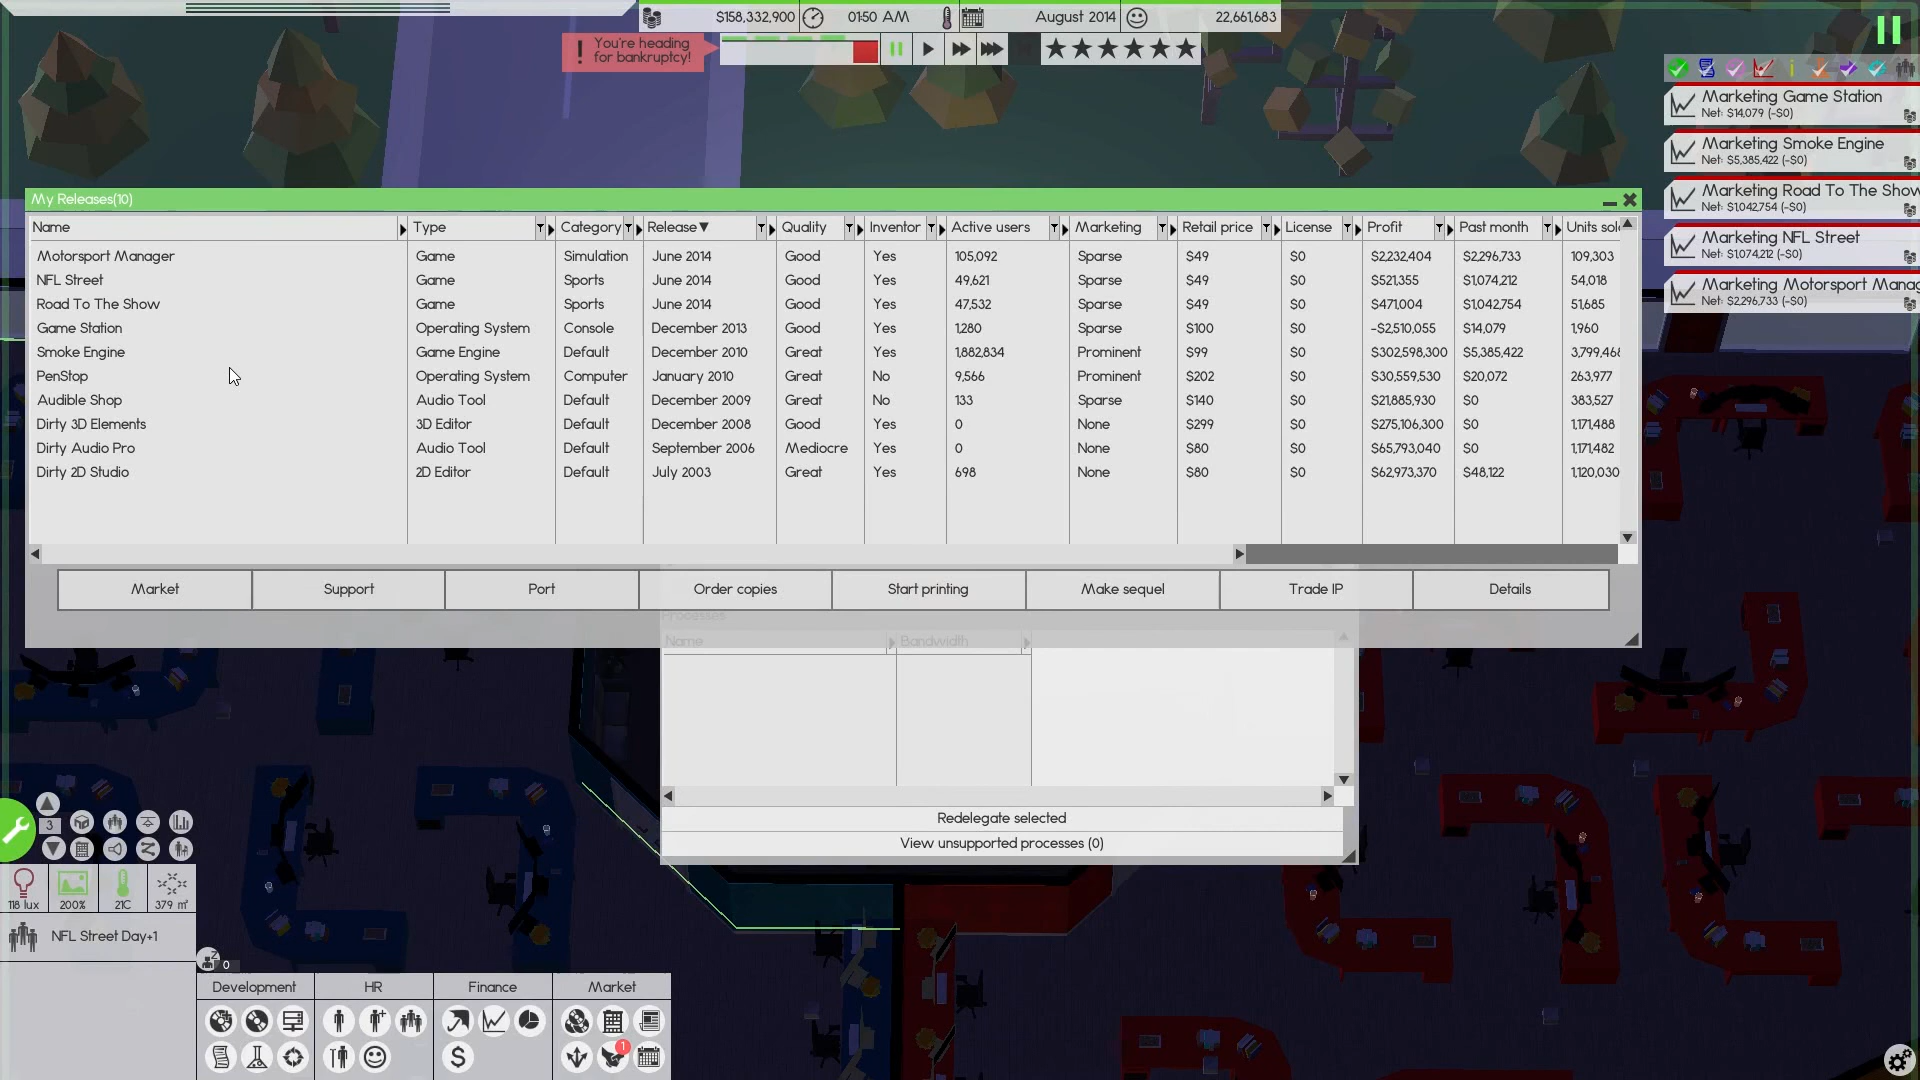 $158,332,900
01:50 AM
August 2014
22,661,683
You're heading
for bankruptcy!
Marketing Game Station
Net: $14,079 (-$0)
Marketing Smoke Engine
Net: $5,385,422 (-$0)
Marketing Road To The Show
Net: $1,042,754 (-$0)
Marketing NFL Street
Net: $1,074,212 (-$0)
Marketing Motorsport Manag
Net: $2,296,733 (-$0)
My Releases(10)
Name Type Category Release▼ Quality Inventor Active users Marketing Retail price License Profit Past month Units sol
Motorsport Manager Game Simulation June 2014 Good Yes 105,092 Sparse $49 $0 $2,232,404 $2,296,733 109,303
NFL Street Game Sports June 2014 Good Yes 49,621 Sparse $49 $0 $521,355 $1,074,212 54,018
Road To The Show Game Sports June 2014 Good Yes 47,532 Sparse $49 $0 $471,004 $1,042,754 51,685
Game Station Operating System Console December 2013 Good Yes 1,280 Sparse $100 $0 -$2,510,055 $14,079 1,960
Smoke Engine Game Engine Default December 2010 Great Yes 1,882,834 Prominent $99 $0 $302,598,300 $5,385,422 3,799,468
PenStop Operating System Computer January 2010 Great No 9,566 Prominent $202 $0 $30,559,530 $20,072 263,977
Audible Shop Audio Tool Default December 2009 Great No 133 Sparse $140 $0 $21,885,930 $0 383,527
Dirty 3D Elements 3D Editor Default December 2008 Good Yes 0 None $299 $0 $275,106,300 $0 1,171,488
Dirty Audio Pro Audio Tool Default September 2006 Mediocre Yes 0 None $80 $0 $65,793,040 $0 1,171,482
Dirty 2D Studio 2D Editor Default July 2003 Great Yes 698 None $80 $0 $62,973,370 $48,122 1,120,030
Market Support Port Order copies Start printing Make sequel Trade IP Details
Processes
Name Bandwidth
Redelegate selected
View unsupported processes (0)
3
118 lux 200% 21C 379 m²
NFL Street Day+1
0
Development HR Finance Market
1